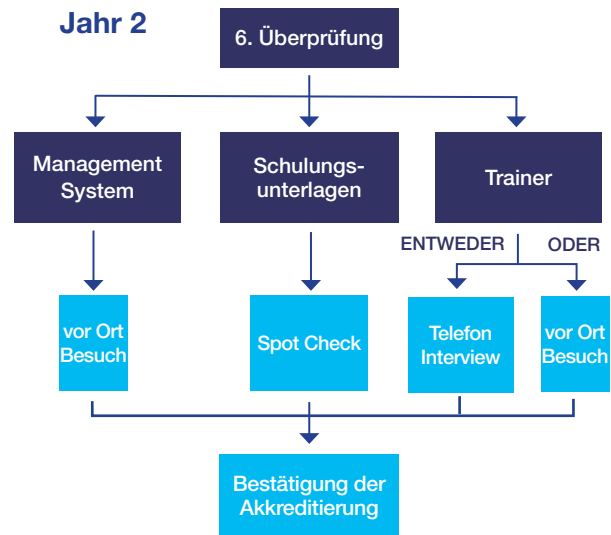 Jahr 2
6. Überprüfung
Management
System
Schulungs-
unterlagen
Trainer
ENTWEDER
ODER
vor Ort
Besuch
Spot Check
Telefon
Interview
vor Ort
Besuch
Bestätigung der
Akkreditierung